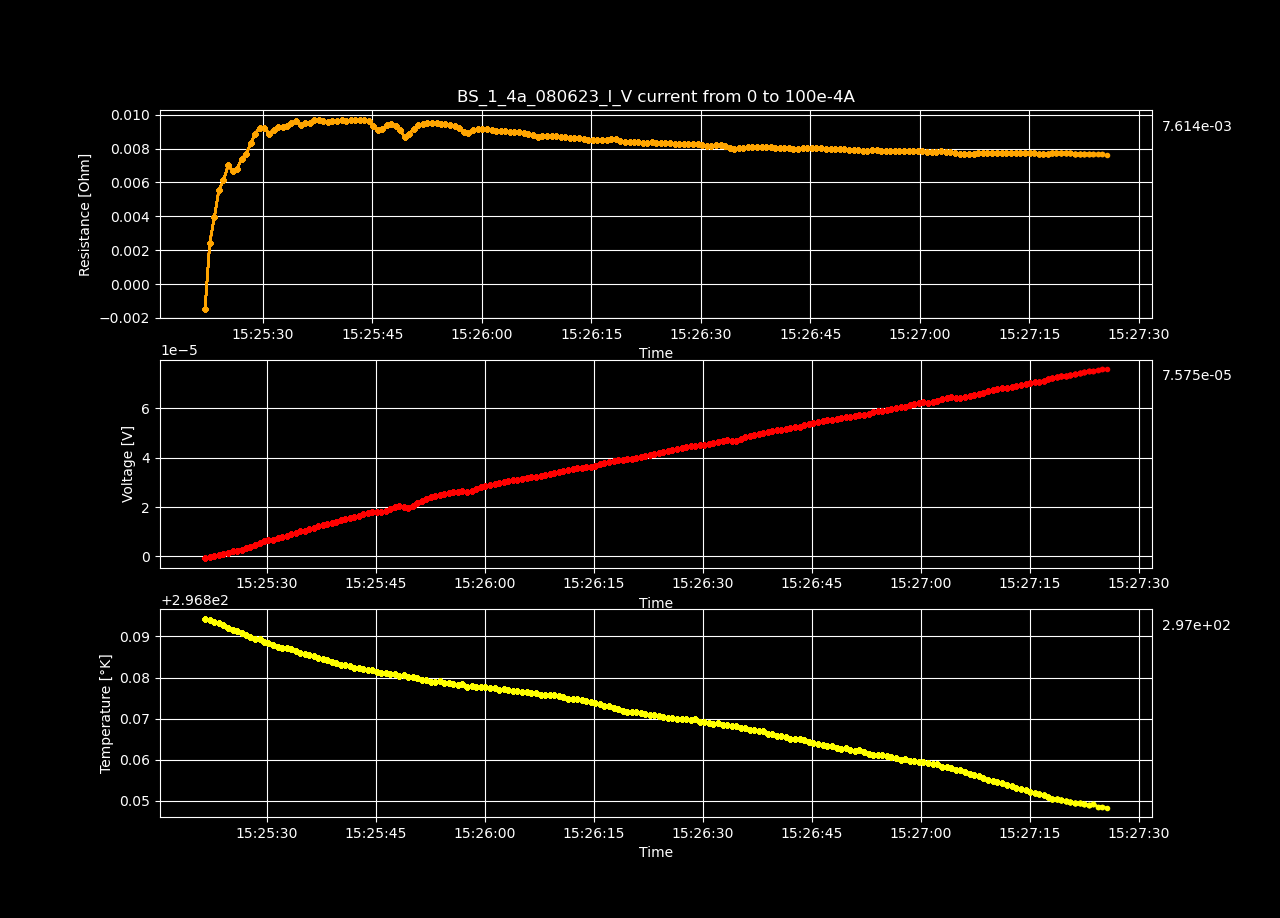 BS_1_4a_080623_I_V current from 0 to 100e-4A
0.010
0.008
0.006
0.004
0.002
0.000
−0.002
Resistance [Ohm]
7.614e-03
15:25:30 15:25:45 15:26:00 15:26:15 15:26:30 15:26:45 15:27:00 15:27:15 15:27:30
Time
1e−5
6
4
2
0
Voltage [V]
7.575e-05
15:25:30 15:25:45 15:26:00 15:26:15 15:26:30 15:26:45 15:27:00 15:27:15 15:27:30
Time
+2.968e2
0.09
0.08
0.07
0.06
0.05
Temperature [°K]
2.97e+02
15:25:30 15:25:45 15:26:00 15:26:15 15:26:30 15:26:45 15:27:00 15:27:15 15:27:30
Time